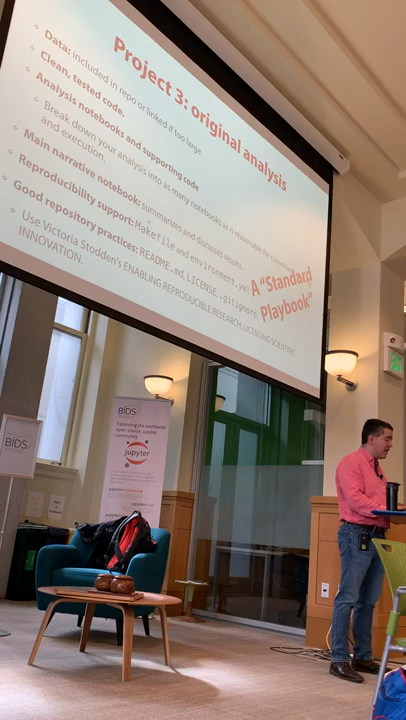 Project 3: original analysis
Data: included in repo or linked if too large.
Clean, tested code.
Analysis notebooks and supporting code
Break down your analysis into as many notebooks as is reasonable for
and execution.
Main narrative notebook: summarizes and discusses results.
Reproducibility support: Makefile and environment.yml
Good repository practices: README.md, LICENSE, .gitignore
Use Victoria Stodden's ENABLING REPRODUCIBLE RESEARCH: LICENSING SCIENTIFIC
INNOVATION.
A "Standard
Playbook"
BIDS
BIDS
Expanding the worldwide
open source Jupyter
community
jupyter